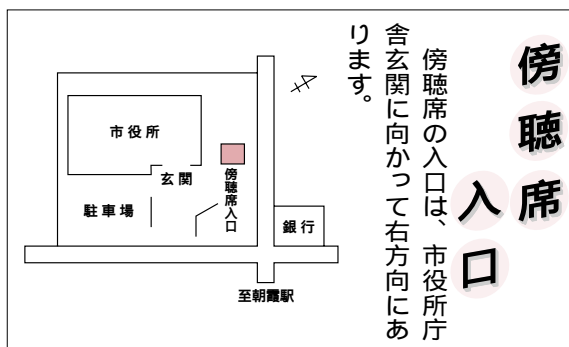 傍聴席
入口
傍聴席の入口は、市役所庁
舎玄関に向かって右方向にあ
ります。
市役所
玄関
傍聴席入口
駐車場
銀行
至朝霞駅